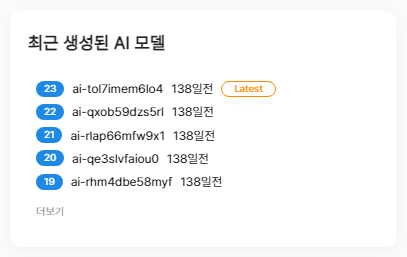 최근 생성된 AI 모델
23 ai-tol7imem6lo4 138일전 Latest
22 ai-qxob59dzs5rl 138일전
21 ai-rlap66mfw9x1 138일전
20 ai-qe3slvfaiou0 138일전
19 ai-rhm4dbe58myf 138일전
더보기